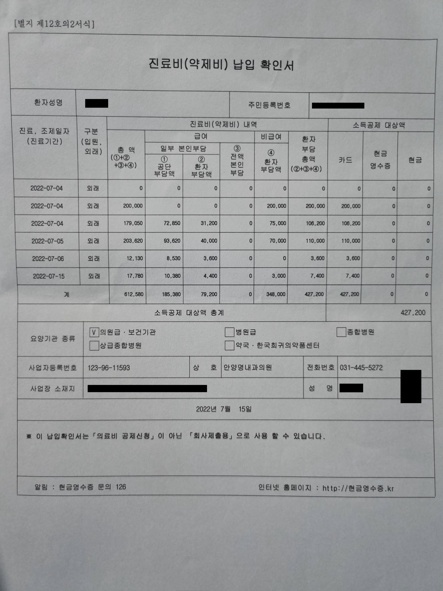 [별지 제12호의2서식]
진료비(약제비) 납입 확인서
환자성명 주민등록번호
진료, 조제일자 (진료기간) 구분 (입원, 외래) 진료비(약제비) 내역 소득공제 대상액
총 액 (①+② +③+④) 급여 비급여 환자 부담 총액 (②+③+④) 카드 현금 영수증 현금
일부 본인부담 ③ 전액 본인 부담 ④ 환자 부담액
① 공단 부담액 ② 환자 부담액
2022-07-04 외래 0 0 0 0 0 0 0 0 0
2022-07-04 외래 200,000 0 0 0 200,000 200,000 200,000 0 0
2022-07-04 외래 179,050 72,850 31,200 0 75,000 106,200 106,200 0 0
2022-07-05 외래 203,620 93,620 40,000 0 70,000 110,000 110,000 0 0
2022-07-06 외래 12,130 8,530 3,600 0 0 3,600 3,600 0 0
2022-07-15 외래 17,780 10,380 4,400 0 3,000 7,400 7,400 0 0
계 612,580 185,380 79,200 0 348,000 427,200 427,200 0 0
소득공제 대상액 총계 427,200
요양기관 종류 V 의원급·보건기관 병원급 종합병원
상급종합병원 약국·한국희귀의약품센터
사업자등록번호 123-96-11593 상 호 안양명내과의원 전화번호 031-445-5272
사업장 소재지 성 명
2022년 7월 15일
※ 이 납입확인서는 「의료비 공제신청」이 아닌 「회사제출용」으로 사용 할 수 있습니다.
알림 : 현금영수증 문의 126 인터넷 홈페이지 : http://현금영수증.kr